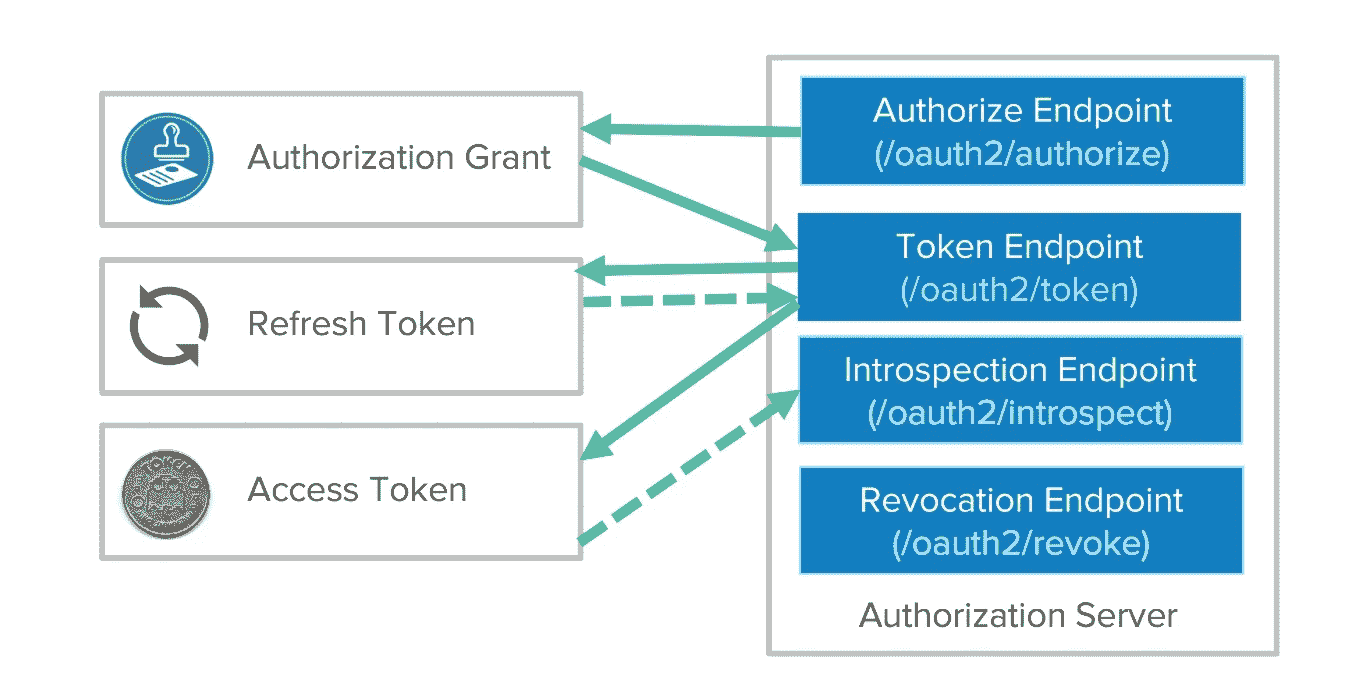 Authorization Grant
Refresh Token
Access Token
Authorize Endpoint
(/oauth2/authorize)
Token Endpoint
(/oauth2/token)
Introspection Endpoint
(/oauth2/introspect)
Revocation Endpoint
(/oauth2/revoke)
Authorization Server